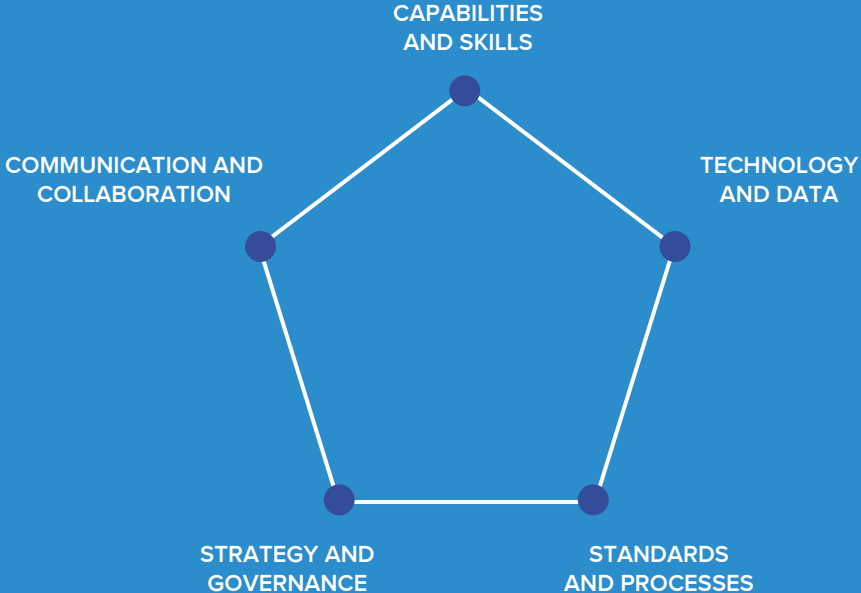 CAPABILITIES
AND SKILLS
COMMUNICATION AND
COLLABORATION
TECHNOLOGY
AND DATA
STRATEGY AND
GOVERNANCE
STANDARDS
AND PROCESSES